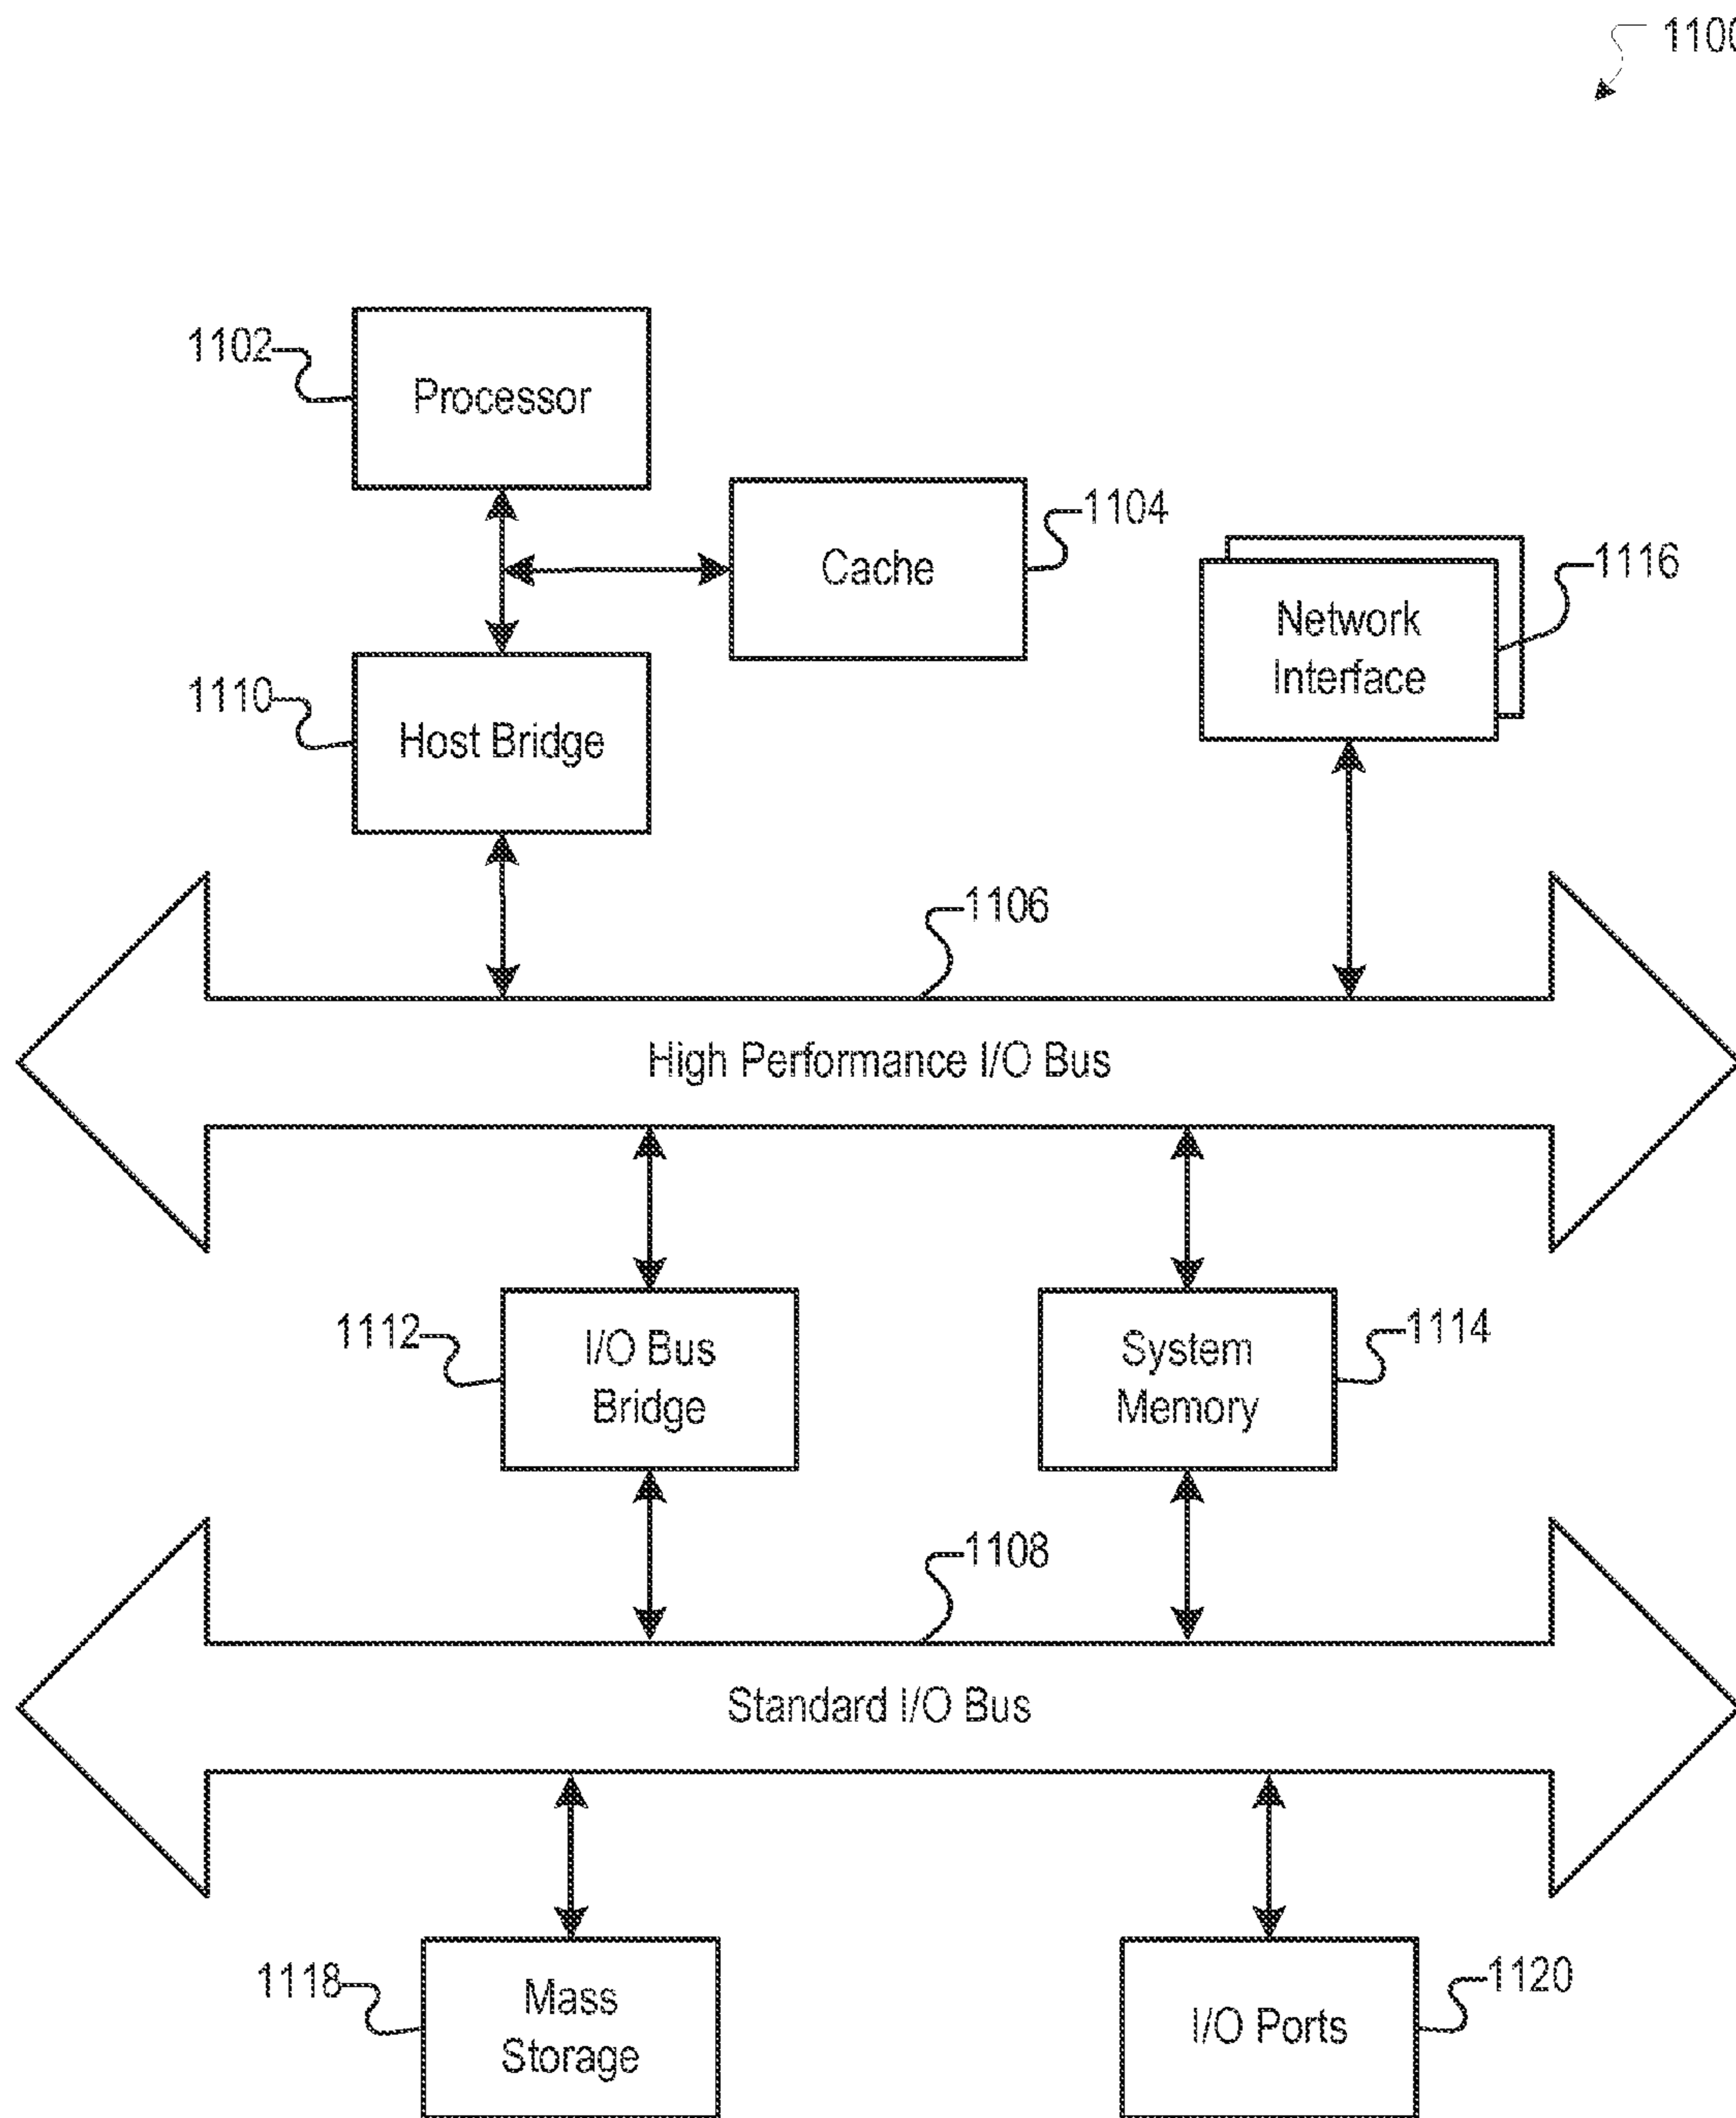 1100
1102
Processor
1104
Cache
1116
Network
Interface
1110
Host Bridge
1106
High Performance I/O Bus
1112
I/O Bus
Bridge
System
Memory
1114
1108
Standard I/O Bus
1118
Mass
Storage
I/O Ports
1120